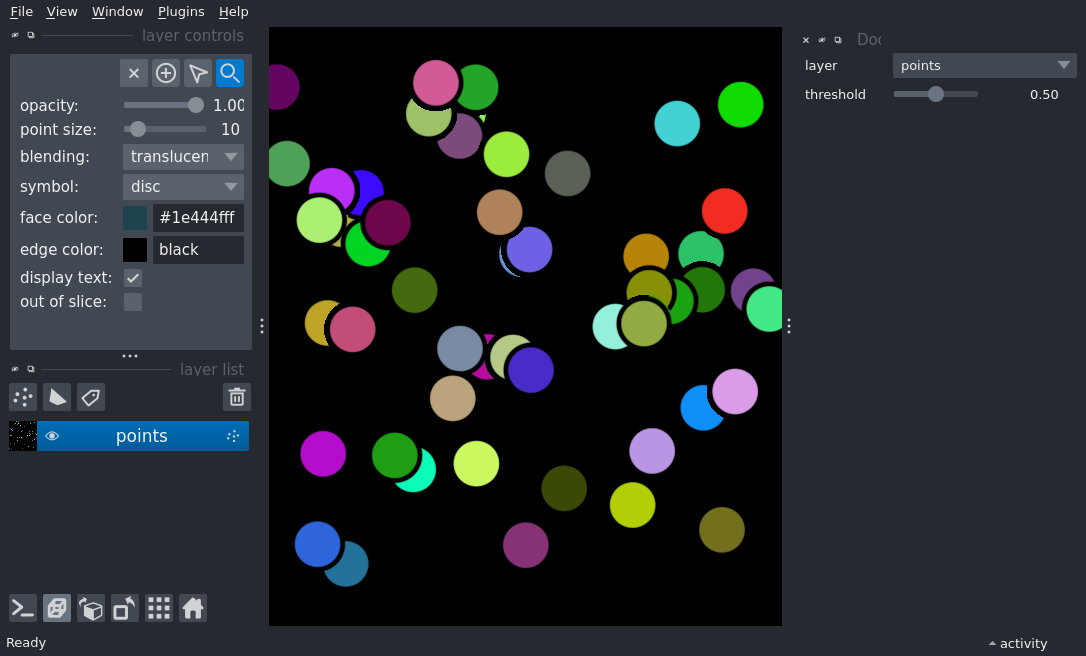 File View Window Plugins Help
layer controls
opacity: 1.00
point size: 10
blending: translucen
symbol: disc
face color: #1e444fff
edge color: black
display text:
out of slice:
layer list
points
Ready
Doc
layer points
threshold 0.50
activity